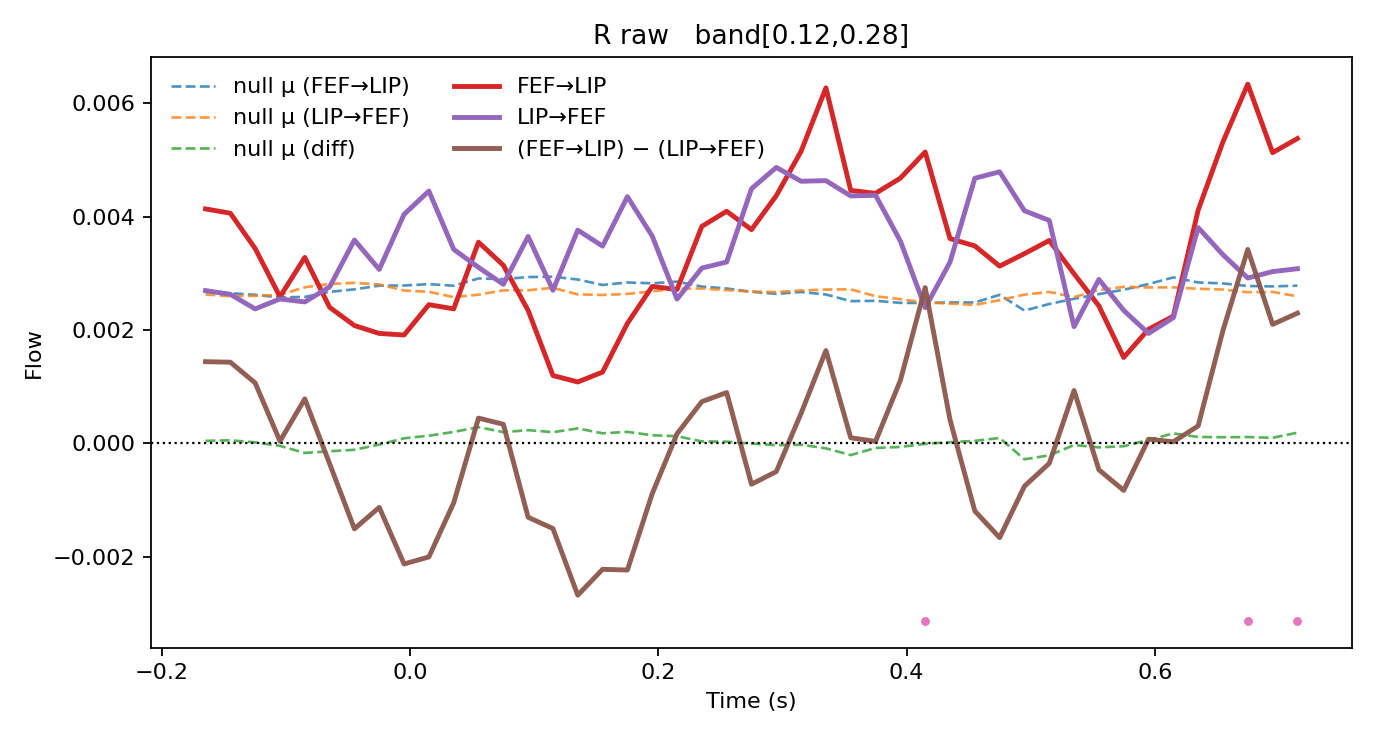 R raw   band[0.12,0.28]
null μ (FEF→LIP)
null μ (LIP→FEF)
null μ (diff)
FEF→LIP
LIP→FEF
(FEF→LIP) − (LIP→FEF)
Flow
0.006
0.004
0.002
0.000
−0.002
−0.2
0.0
0.2
0.4
0.6
Time (s)